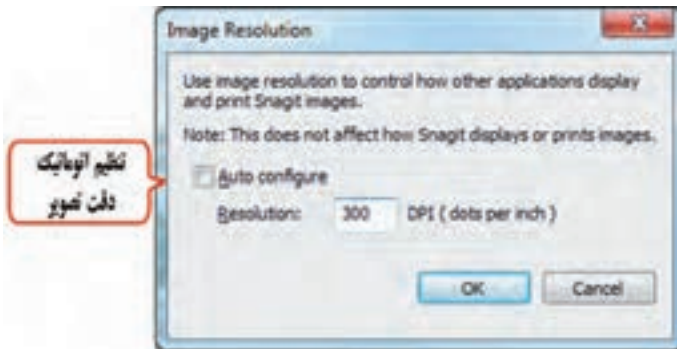 Image Resolution
Use image resolution to control how other applications display
and print Snagit images.
Note: This does not affect how Snagit displays or prints images.
تنظیم اتوماتیک
دقت تصویر
Auto configure
Resolution: 300 DPI ( dots per inch )
OK Cancel